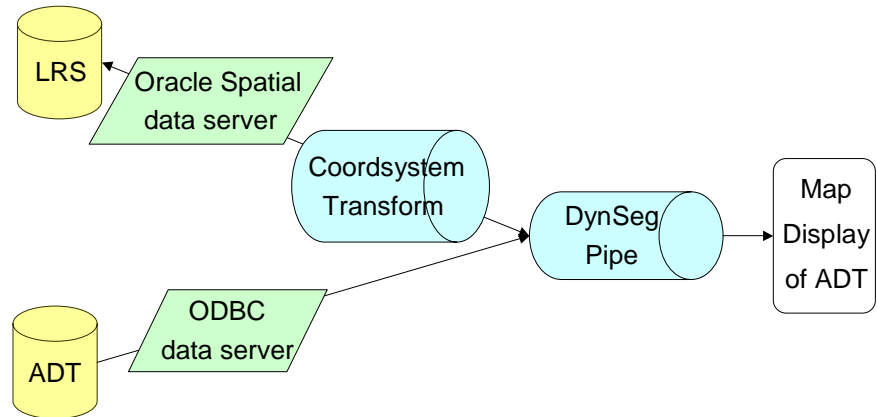 LRS
Oracle Spatial
data server
Coordsystem
Transform
DynSeg
Pipe
Map
Display
of ADT
ODBC
data server
ADT